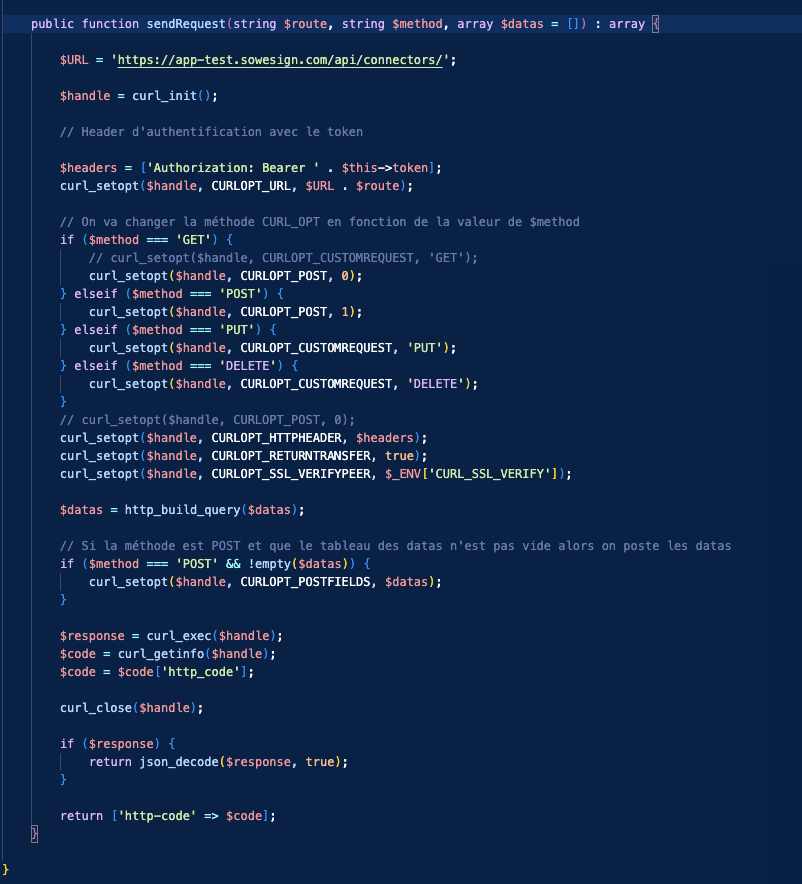 public function sendRequest(string $route, string $method, array $datas = []) : array {
$URL = 'https://app-test.sowesign.com/api/connectors/';
$handle = curl_init();
// Header d'authentification avec le token
$headers = ['Authorization: Bearer ' . $this->token];
curl_setopt($handle, CURLOPT_URL, $URL . $route);
// On va changer la méthode CURL_OPT en fonction de la valeur de $method
if ($method === 'GET') {
// curl_setopt($handle, CURLOPT_CUSTOMREQUEST, 'GET');
curl_setopt($handle, CURLOPT_POST, 0);
} elseif ($method === 'POST') {
curl_setopt($handle, CURLOPT_POST, 1);
} elseif ($method === 'PUT') {
curl_setopt($handle, CURLOPT_CUSTOMREQUEST, 'PUT');
} elseif ($method === 'DELETE') {
curl_setopt($handle, CURLOPT_CUSTOMREQUEST, 'DELETE');
}
// curl_setopt($handle, CURLOPT_POST, 0);
curl_setopt($handle, CURLOPT_HTTPHEADER, $headers);
curl_setopt($handle, CURLOPT_RETURNTRANSFER, true);
curl_setopt($handle, CURLOPT_SSL_VERIFYPEER, $_ENV['CURL_SSL_VERIFY']);
$datas = http_build_query($datas);
// Si la méthode est POST et que le tableau des datas n'est pas vide alors on poste les datas
if ($method === 'POST' && !empty($datas)) {
curl_setopt($handle, CURLOPT_POSTFIELDS, $datas);
}
$response = curl_exec($handle);
$code = curl_getinfo($handle);
$code = $code['http_code'];
curl_close($handle);
if ($response) {
return json_decode($response, true);
}
return ['http-code' => $code];
}
}